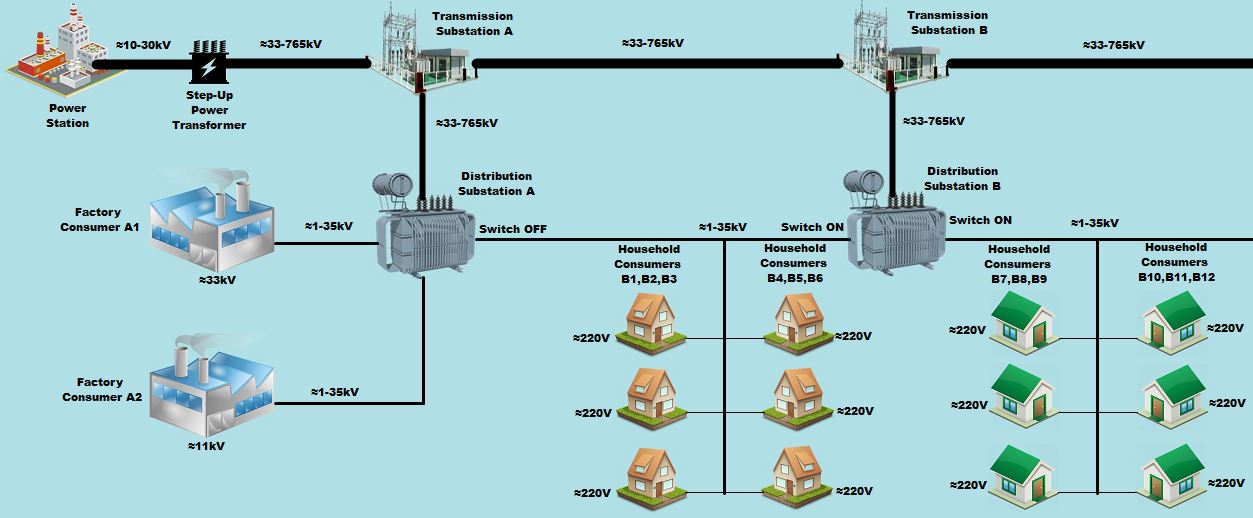 ≈10-30kV
≈33-765kV
Transmission
Substation A
≈33-765kV
Transmission
Substation B
≈33-765kV
Power
Station
Step-Up
Power
Transformer
≈33-765kV
≈33-765kV
Distribution
Substation A
Distribution
Substation B
Factory
Consumer A1
≈1-35kV
≈33kV
Switch OFF
≈1-35kV
Switch ON
Switch ON
≈1-35kV
Household
Consumers
B1,B2,B3
Household
Consumers
B4,B5,B6
Household
Consumers
B7,B8,B9
Household
Consumers
B10,B11,B12
≈220V
≈220V
≈220V
≈220V
Factory
Consumer A2
≈1-35kV
≈11kV
≈220V
≈220V
≈220V
≈220V
≈220V
≈220V
≈220V
≈220V